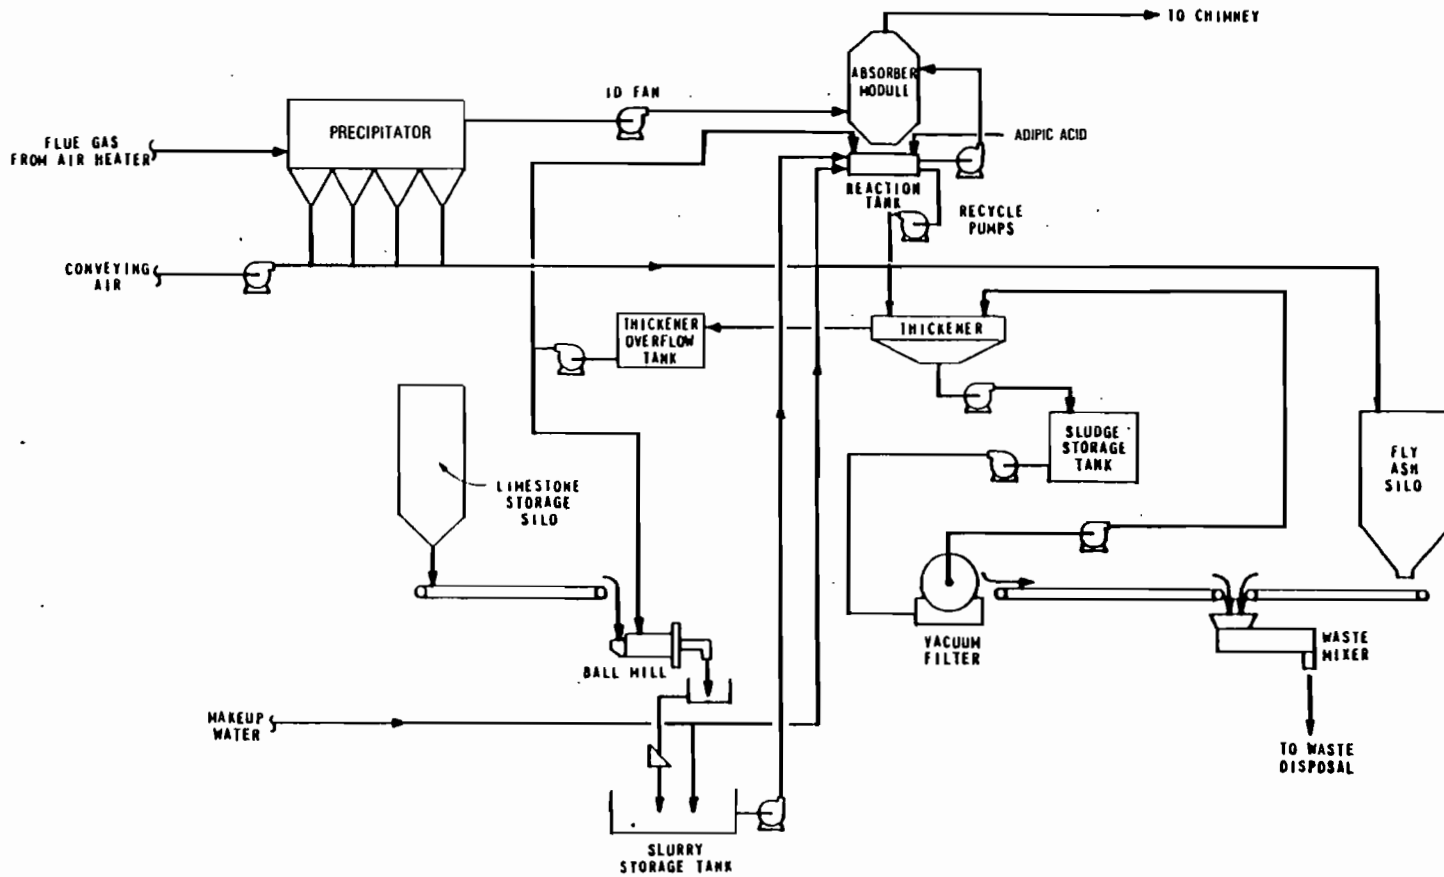 TO CHIMNEY
ABSORBER
MODULE
ID FAN
PRECIPITATOR
FLUE GAS
FROM AIR HEATER
ADIPIC ACID
REACTION
TANK
RECYCLE
PUMPS
CONVEYING
AIR
THICKENER
OVERFLOW
TANK
THICKENER
SLUDGE
STORAGE
TANK
FLY
ASH
SILO
LIMESTONE
STORAGE
SILO
VACUUM
FILTER
WASTE
MIXER
BALL MILL
MAKEUP
WATER
TO WASTE
DISPOSAL
SLURRY
STORAGE TANK